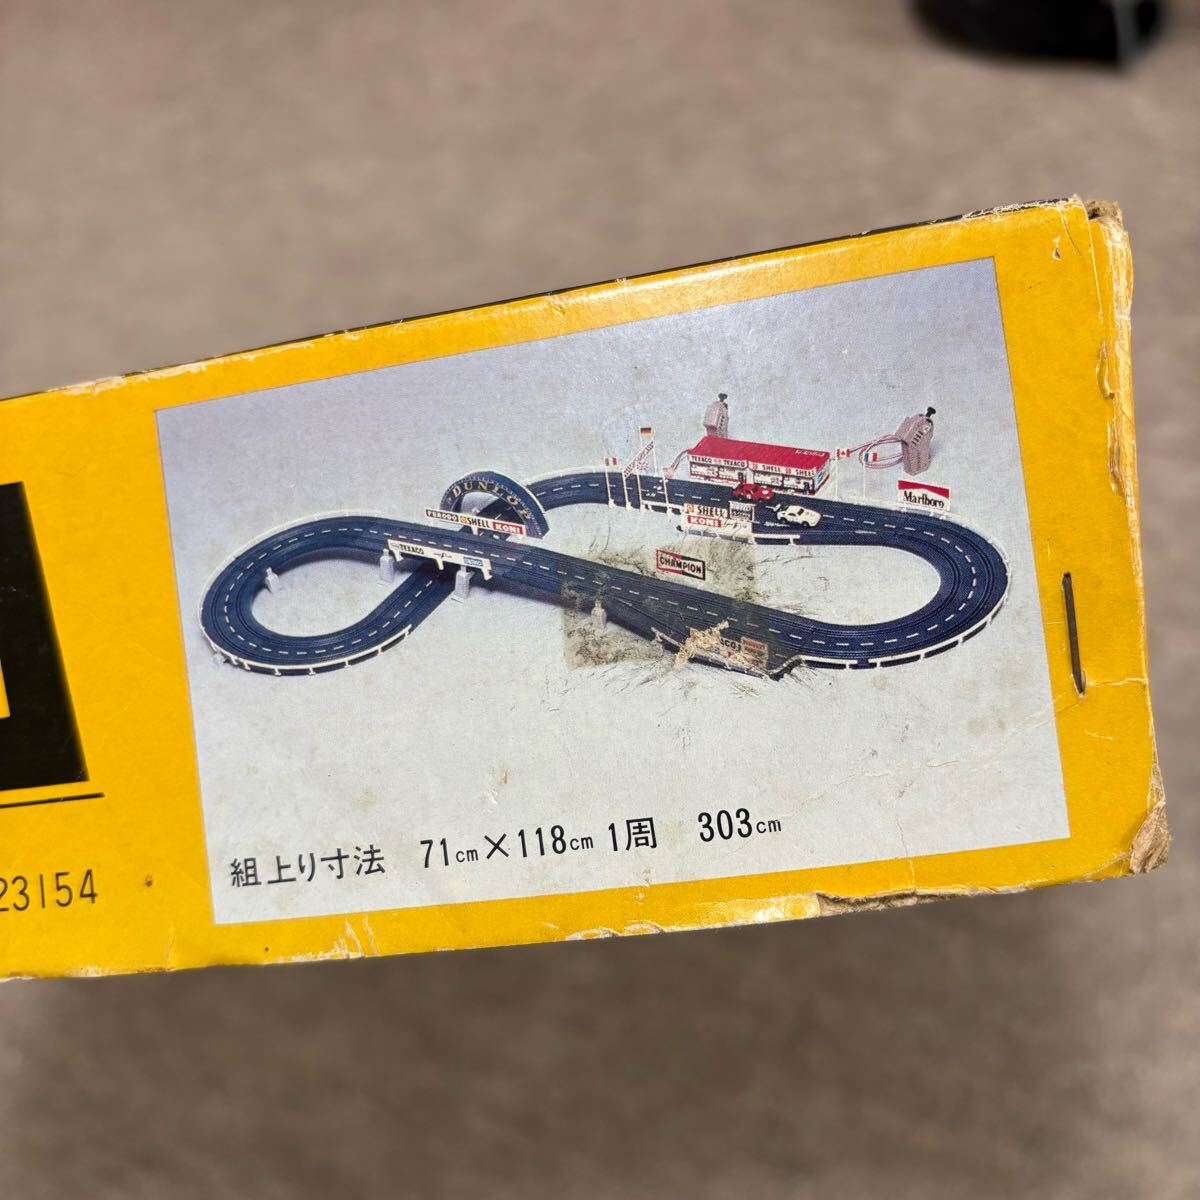 DUNLOP
FERODO SHELL KONI
TEXACO
TEXACO TEXACO SHELL SHELL
SHELL
KONI
Marlboro
CHAMPION
組上り寸法 71cm×118cm 1周 303cm
23154